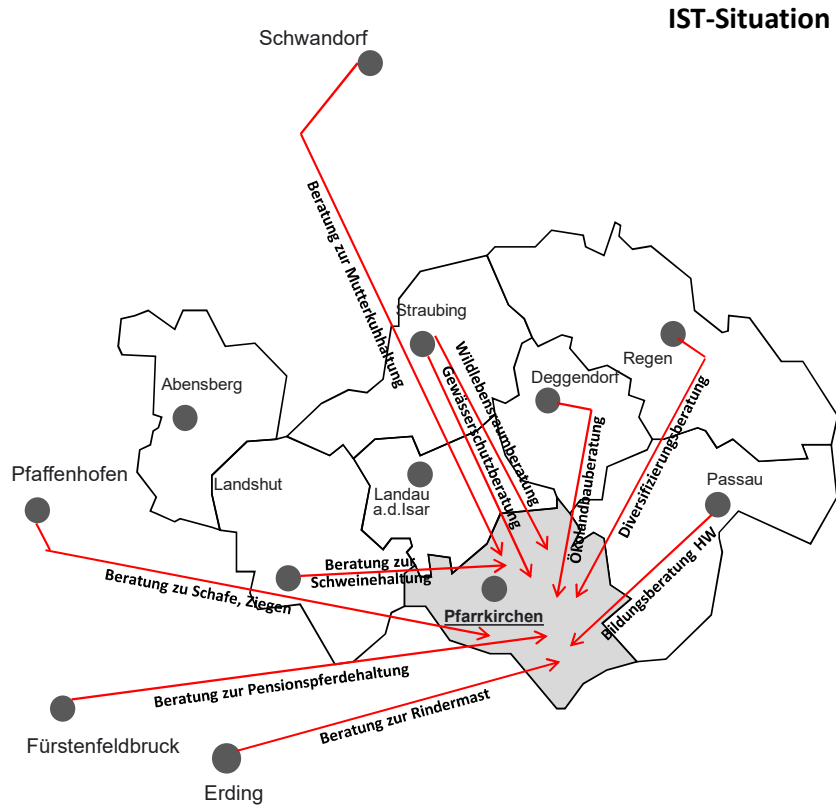 IST-Situation
Schwandorf
Beratung zur Mutterkuhhaltung
Straubing
Wildlebensraumberatung
Gewässerschutzberatung
Regen
Deggendorf
Abensberg
Diversifizierungsberatung
Ökolandbauberatung
Pfaffenhofen
Landshut
Landau
a.d.Isar
Passau
Beratung zur
Schweinehaltung
Beratung zu Schafe, Ziegen
Pfarrkirchen
Bildungsberatung HW
Beratung zur Pensionspferdehaltung
Beratung zur Rindermast
Fürstenfeldbruck
Erding